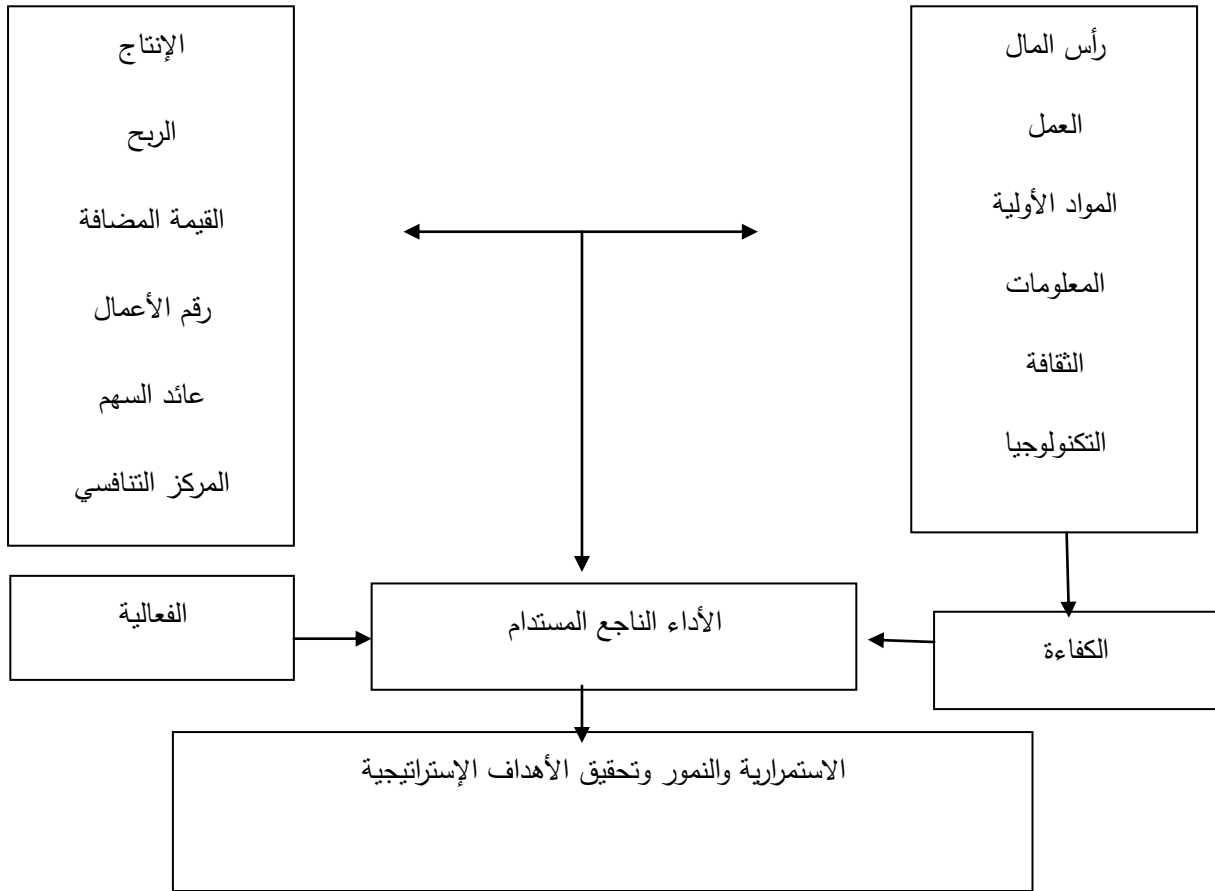 رأس المال
العمل
المواد الأولية
المعلومات
الثقافة
التكنولوجيا
الإنتاج
الربح
القيمة المضافة
رقم الأعمال
عائد السهم
المركز التنافسي
الكفاءة
الأداء الناجع المستدام
الفعالية
الاستمرارية والنمور وتحقيق الأهداف الإستراتيجية